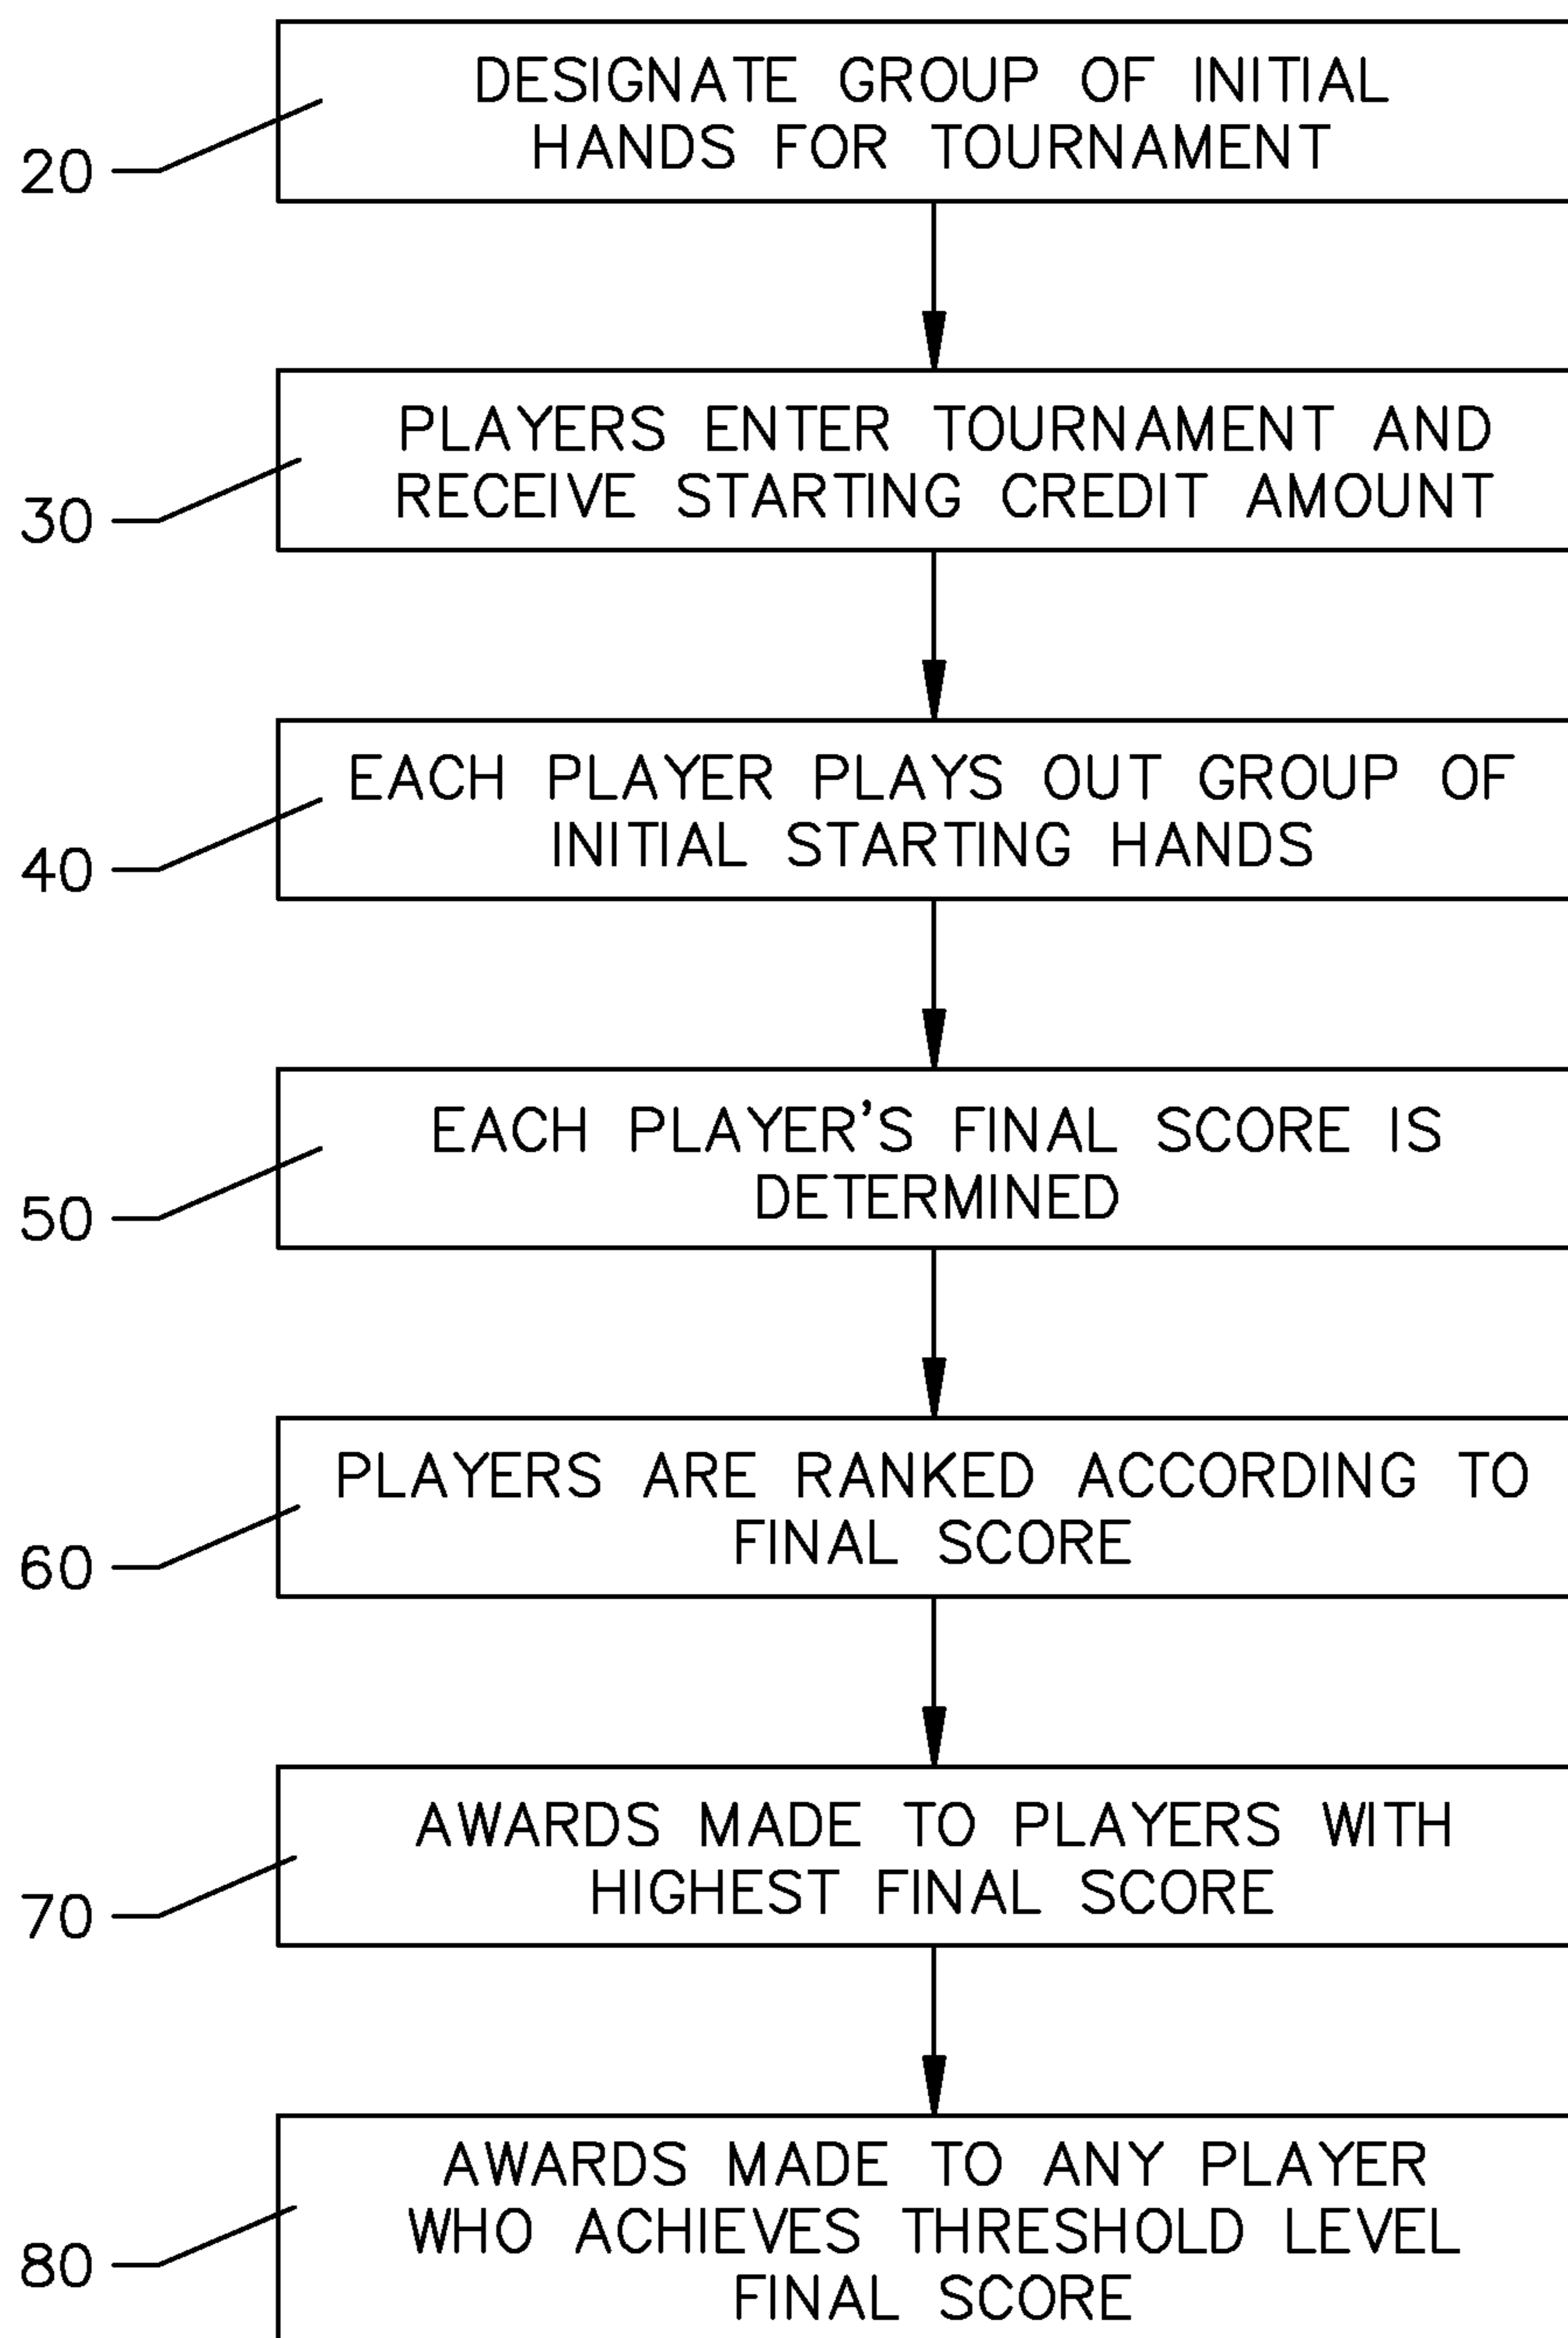 DESIGNATE GROUP OF INITIAL
HANDS FOR TOURNAMENT
20
PLAYERS ENTER TOURNAMENT AND
RECEIVE STARTING CREDIT AMOUNT
30
EACH PLAYER PLAYS OUT GROUP OF
INITIAL STARTING HANDS
40
EACH PLAYER'S FINAL SCORE IS
DETERMINED
50
PLAYERS ARE RANKED ACCORDING TO
FINAL SCORE
60
AWARDS MADE TO PLAYERS WITH
HIGHEST FINAL SCORE
70
AWARDS MADE TO ANY PLAYER
WHO ACHIEVES THRESHOLD LEVEL
FINAL SCORE
80